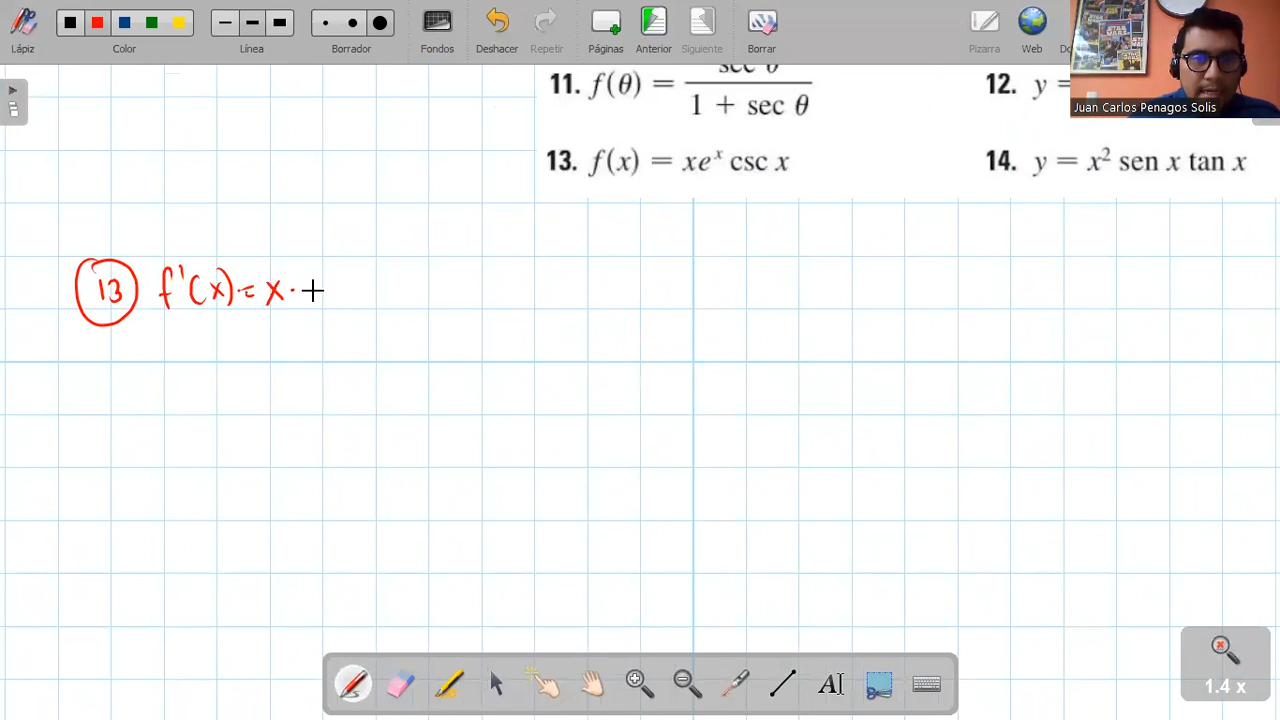 Lápiz
Color
Línea
Borrador
Fondos
Deshacer
Repetir
Páginas
Anterior
Siguiente
Borrar
Pizarra
Web
Juan Carlos Penagos Solis
11. f(θ) = sec θ / 1 + sec θ
12. y =
13. f(x) = xeˣ csc x
14. y = x² sen x tan x
13 f'(x) = x ·
1.4 x